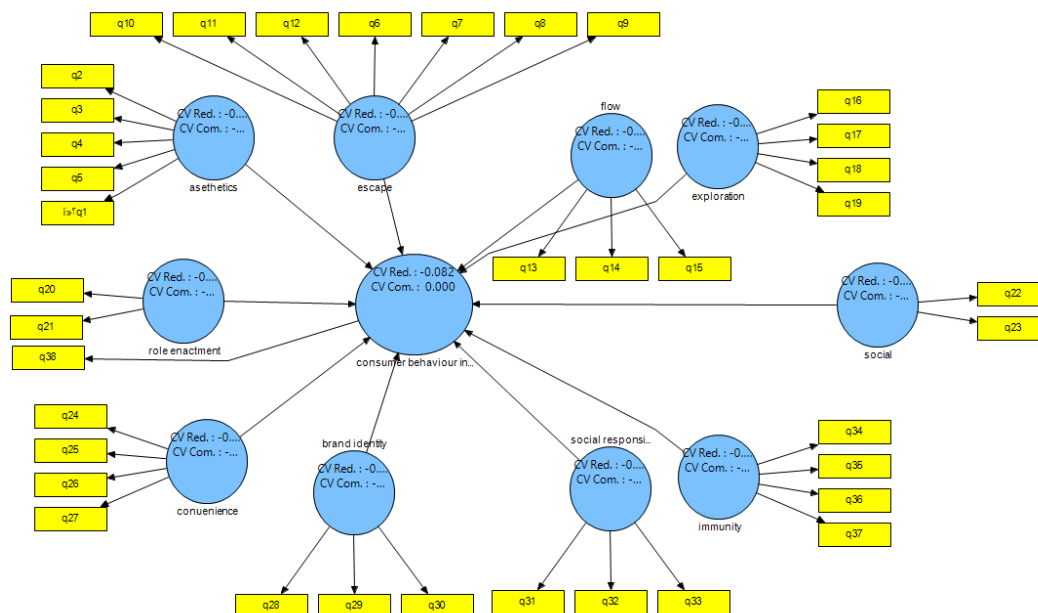 q10
q11
q12
q6
q7
q8
q9
q2
q3
q4
q5
ï»¿q1
CV Red. : -0....
CV Com. : -...
asethetics
CV Red. : -0....
CV Com. : -...
escape
flow
CV Red. : -0....
CV Com. : -...
CV Red. : -0....
CV Com. : -...
exploration
q16
q17
q18
q19
q13
q14
q15
q20
q21
q38
CV Red. : -0....
CV Com. : -...
role enactment
CV Red. : -0.082
CV Com. : 0.000
consumer behaviour in...
CV Red. : -0....
CV Com. : -...
social
q22
q23
q24
q25
q26
q27
CV Red. : -0....
CV Com. : -...
conuenience
brand identity
CV Red. : -0....
CV Com. : -...
social responsi...
CV Red. : -0....
CV Com. : -...
CV Red. : -0....
CV Com. : -...
immunity
q34
q35
q36
q37
q28
q29
q30
q31
q32
q33